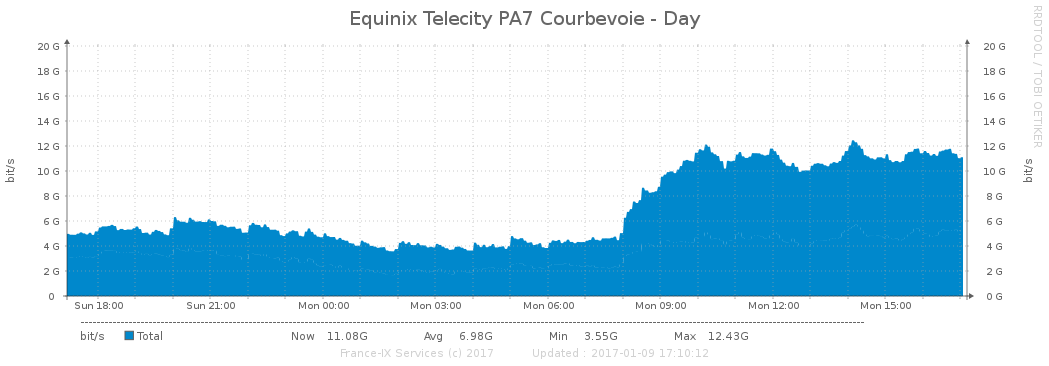 Equinix Telecity PA7 Courbevoie - Day
RRDTOOL / TOBI OETIKER
bit/s
20 G 20 G
18 G 18 G
16 G 16 G
14 G 14 G
12 G 12 G
10 G 10 G
8 G 8 G
6 G 6 G
4 G 4 G
2 G 2 G
0 0 G
bit/s
Sun 18:00 Sun 21:00 Mon 00:00 Mon 03:00 Mon 06:00 Mon 09:00 Mon 12:00 Mon 15:00
bit/s Total Now 11.08G Avg 6.98G Min 3.55G Max 12.43G
France-IX Services (c) 2017 Updated : 2017-01-09 17:10:12